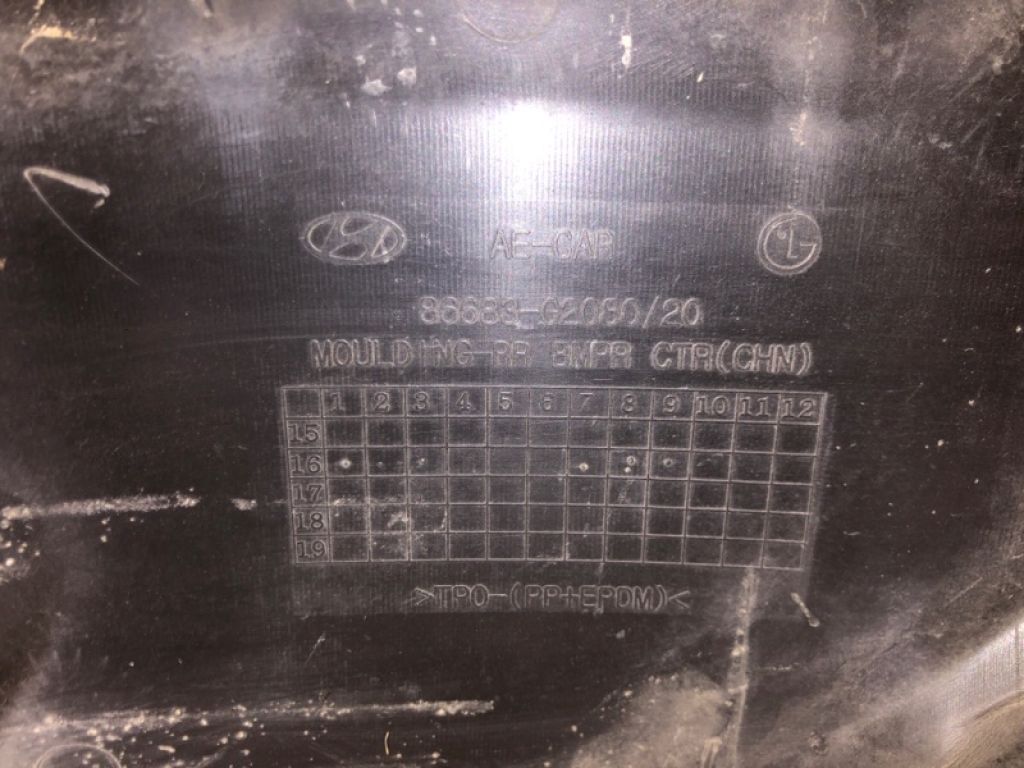 AE-CAP
86683-G2080/20
MOULDING-RR BMPR CTR(CHN)
1 2 3 4 5 6 7 8 9 10 11 12
15
16
17
18
19
>TPO-(PP+EPDM)<